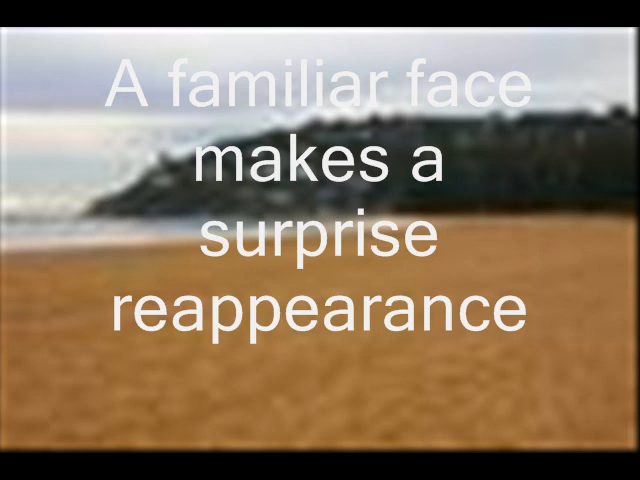 A familiar face
makes a
surprise
reappearance